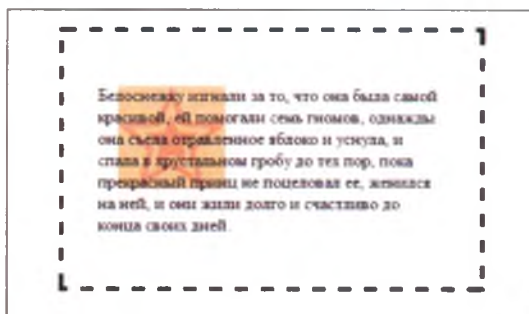 Белоснежку изгнали за то, что она была самой
красивой, ей помогали семь гномов, однажды
она съела отравленное яблоко и уснула, и
спала в хрустальном гробу до тех пор, пока
прекрасный принц не поцеловал ее, женился
на ней, и они жили долго и счастливо до
конца своих дней.